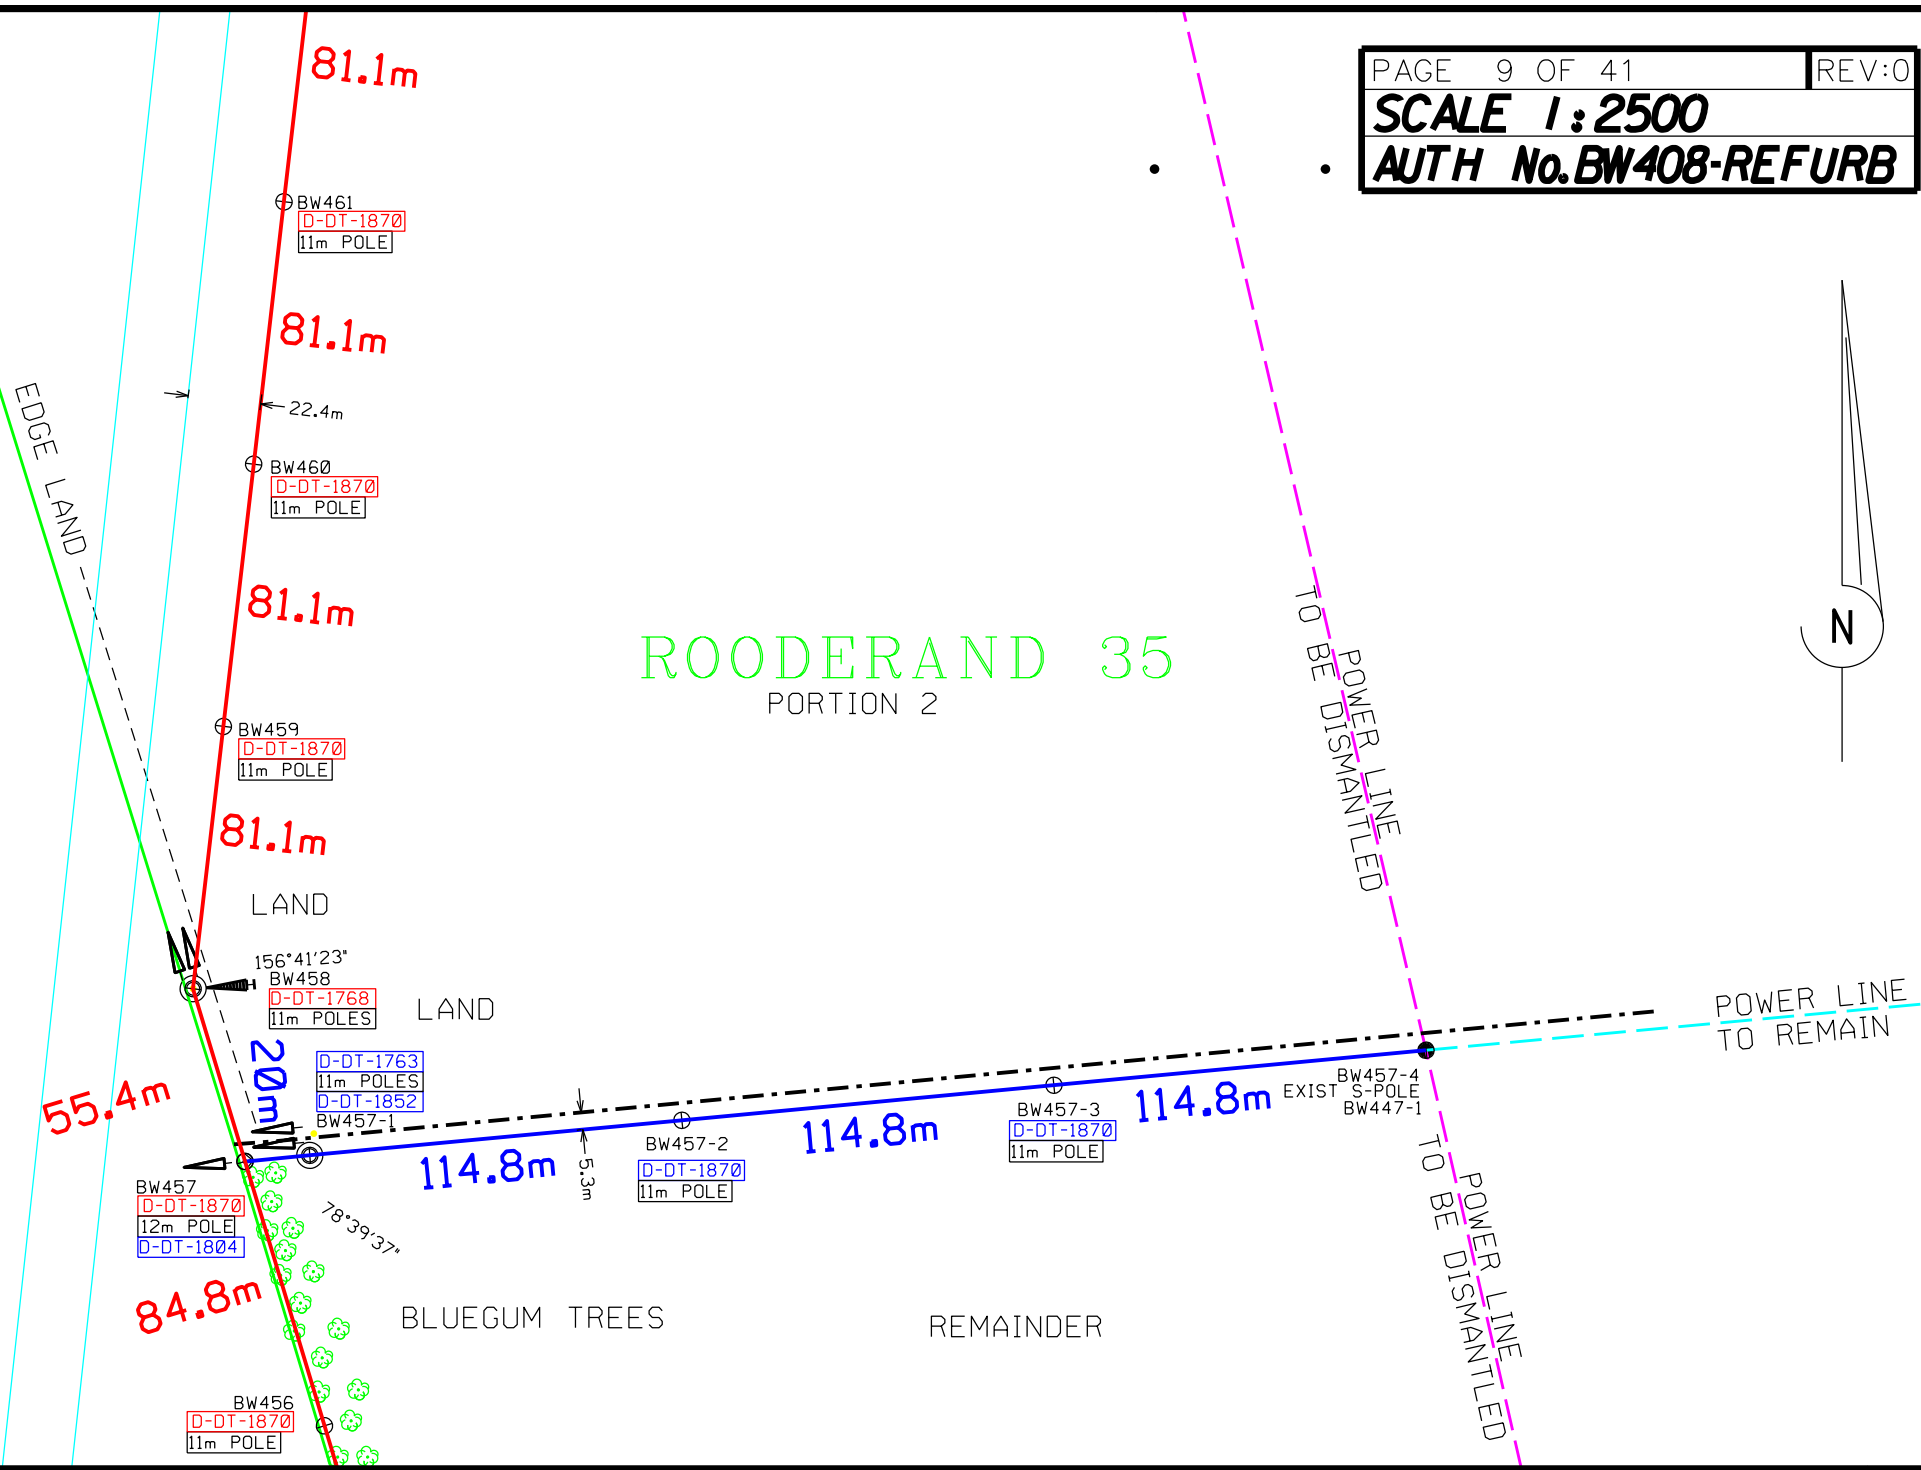 PAGE 9 OF 41
REV:0
SCALE 1:2500
AUTH No.BW408-REFURB
81.1m
BW461
D-DT-1870
11m POLE
81.1m
22.4m
EDGE LAND
BW460
D-DT-1870
11m POLE
81.1m
N
ROODERAND 35
PORTION 2
TO BE DISMANTLED
POWER LINE
BW459
D-DT-1870
11m POLE
81.1m
LAND
156°41'23"
BW458
D-DT-1768
11m POLES
LAND
POWER LINE
TO REMAIN
20m
D-DT-1763
11m POLES
D-DT-1852
BW457-1
55.4m
BW457-4
EXIST S-POLE
BW447-1
BW457-3
D-DT-1870
11m POLE
114.8m
114.8m
BW457-2
D-DT-1870
11m POLE
114.8m
5.3m
BW457
D-DT-1870
12m POLE
D-DT-1804
78°39'37"
84.8m
BLUEGUM TREES
REMAINDER
TO BE DISMANTLED
POWER LINE
BW456
D-DT-1870
11m POLE